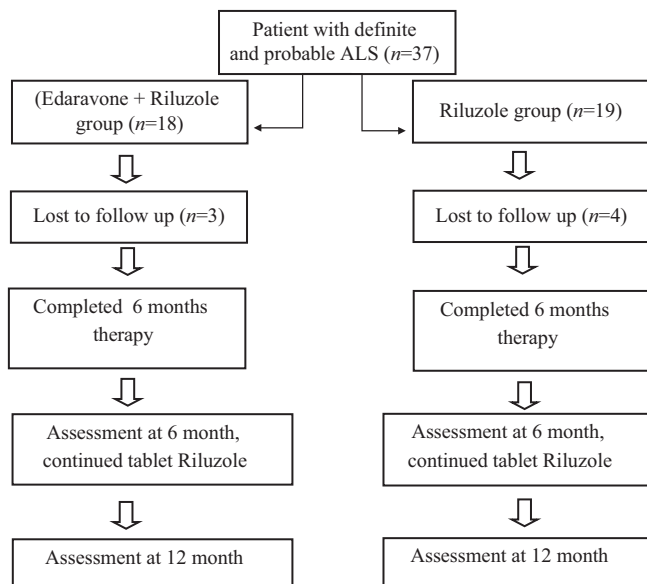 Patient with definite
and probable ALS (n=37)
(Edaravone + Riluzole
group (n=18)
Riluzole group (n=19)
Lost to follow up (n=3)
Lost to follow up (n=4)
Completed 6 months
therapy
Completed 6 months
therapy
Assessment at 6 month,
continued tablet Riluzole
Assessment at 6 month,
continued tablet Riluzole
Assessment at 12 month
Assessment at 12 month